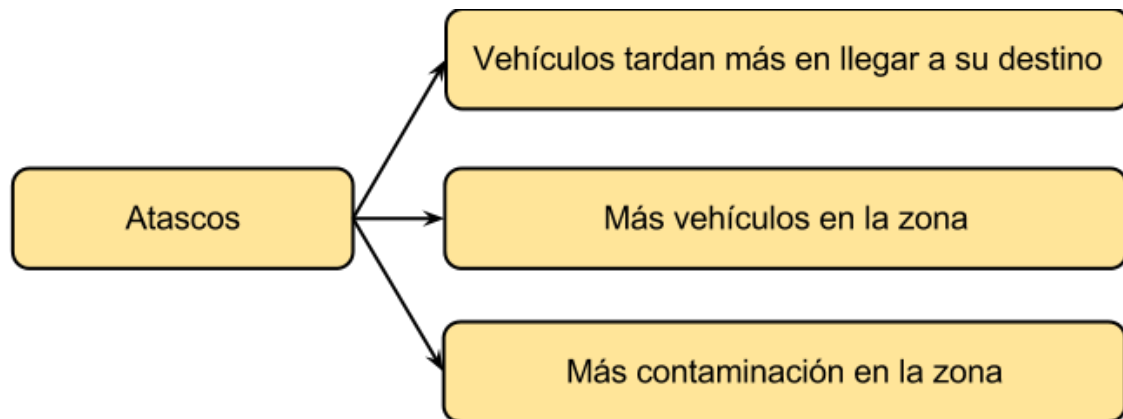 Vehículos tardan más en llegar a su destino
Atascos
Más vehículos en la zona
Más contaminación en la zona